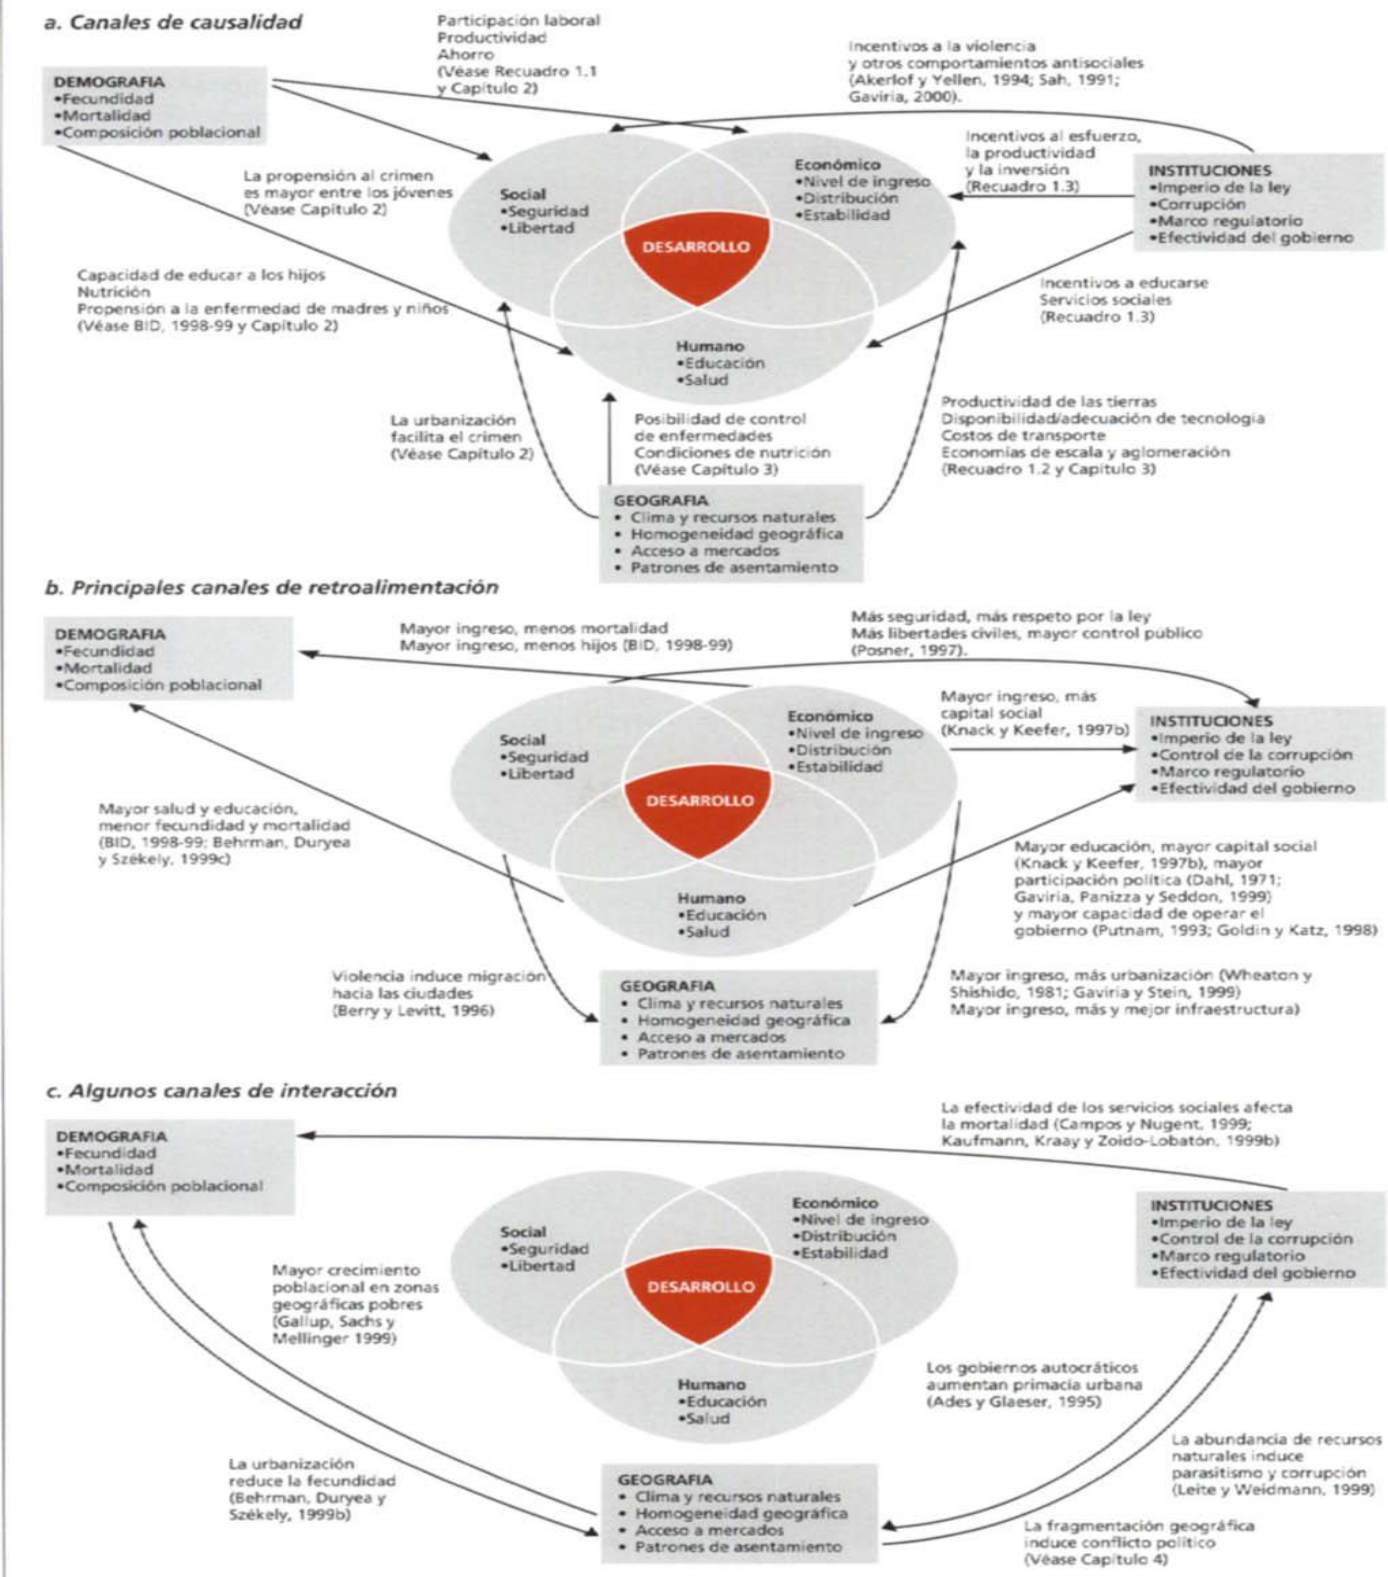 a. Canales de causalidad
Participación laboral
Productividad
Ahorro
(Véase Recuadro 1.1
y Capítulo 2)
Incentivos a la violencia
y otros comportamientos antisociales
(Akerlof y Yellen, 1994; Sah, 1991;
Gaviria, 2000).
DEMOGRAFIA
•Fecundidad
•Mortalidad
•Composición poblacional
Incentivos al esfuerzo,
la productividad
y la inversión
(Recuadro 1.3)
INSTITUCIONES
•Imperio de la ley
•Corrupción
•Marco regulatorio
•Efectividad del gobierno
La propensión al crimen
es mayor entre los jóvenes
(Véase Capítulo 2)
Social
•Seguridad
•Libertad
Económico
•Nivel de ingreso
•Distribución
•Estabilidad
DESARROLLO
Capacidad de educar a los hijos
Nutrición
Propensión a la enfermedad de madres y niños
(Véase BID, 1998-99 y Capítulo 2)
Incentivos a educarse
Servicios sociales
(Recuadro 1.3)
Humano
•Educación
•Salud
La urbanización
facilita el crimen
(Véase Capítulo 2)
Posibilidad de control
de enfermedades
Condiciones de nutrición
(Véase Capítulo 3)
Productividad de las tierras
Disponibilidad/adecuación de tecnología
Costos de transporte
Economías de escala y aglomeración
(Recuadro 1.2 y Capítulo 3)
GEOGRAFIA
• Clima y recursos naturales
• Homogeneidad geográfica
• Acceso a mercados
• Patrones de asentamiento
b. Principales canales de retroalimentación
DEMOGRAFIA
•Fecundidad
•Mortalidad
•Composición poblacional
Mayor ingreso, menos mortalidad
Mayor ingreso, menos hijos (BID, 1998-99)
Más seguridad, más respeto por la ley
Más libertades civiles, mayor control público
(Posner, 1997).
Mayor ingreso, más
capital social
(Knack y Keefer, 1997b)
INSTITUCIONES
•Imperio de la ley
•Control de la corrupción
•Marco regulatorio
•Efectividad del gobierno
Social
•Seguridad
•Libertad
Económico
•Nivel de ingreso
•Distribución
•Estabilidad
DESARROLLO
Mayor salud y educación,
menor fecundidad y mortalidad
(BID, 1998-99; Behrman, Duryea
y Székely, 1999c)
Mayor educación, mayor capital social
(Knack y Keefer, 1997b), mayor
participación política (Dahl, 1971;
Gaviria, Panizza y Seddon, 1999)
y mayor capacidad de operar el
gobierno (Putnam, 1993; Goldin y Katz, 1998)
Humano
•Educación
•Salud
Violencia induce migración
hacia las ciudades
(Berry y Levitt, 1996)
GEOGRAFIA
• Clima y recursos naturales
• Homogeneidad geográfica
• Acceso a mercados
• Patrones de asentamiento
Mayor ingreso, más urbanización (Wheaton y
Shishido, 1981; Gaviria y Stein, 1999)
Mayor ingreso, más y mejor infraestructura)
c. Algunos canales de interacción
La efectividad de los servicios sociales afecta
la mortalidad (Campos y Nugent, 1999;
Kaufmann, Kraay y Zoido-Lobatón, 1999b)
DEMOGRAFIA
•Fecundidad
•Mortalidad
•Composición poblacional
INSTITUCIONES
•Imperio de la ley
•Control de la corrupción
•Marco regulatorio
•Efectividad del gobierno
Social
•Seguridad
•Libertad
Económico
•Nivel de ingreso
•Distribución
•Estabilidad
DESARROLLO
Mayor crecimiento
poblacional en zonas
geográficas pobres
(Gallup, Sachs y
Mellinger 1999)
Humano
•Educación
•Salud
Los gobiernos autocráticos
aumentan primacía urbana
(Ades y Glaeser, 1995)
La urbanización
reduce la fecundidad
(Behrman, Duryea y
Székely, 1999b)
La abundancia de recursos
naturales induce
parasitismo y corrupción
(Leite y Weidmann, 1999)
GEOGRAFIA
• Clima y recursos naturales
• Homogeneidad geográfica
• Acceso a mercados
• Patrones de asentamiento
La fragmentación geográfica
induce conflicto político
(Véase Capítulo 4)